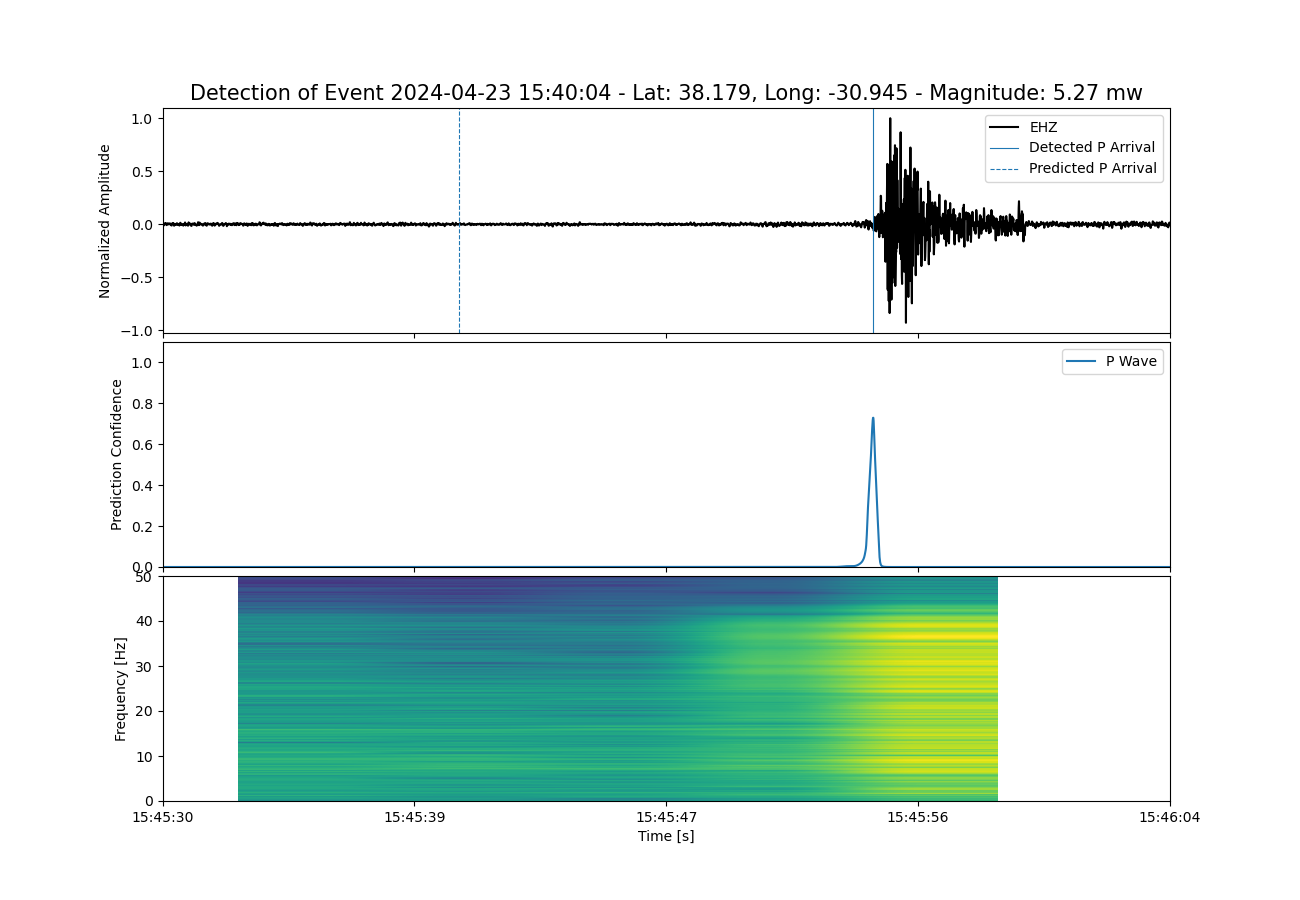 Detection of Event 2024-04-23 15:40:04 - Lat: 38.179, Long: -30.945 - Magnitude: 5.27 mw
1.0
0.5
0.0
−0.5
−1.0
Normalized Amplitude
EHZ
Detected P Arrival
Predicted P Arrival
1.0
0.8
0.6
0.4
0.2
0.0
Prediction Confidence
P Wave
50
40
30
20
10
0
Frequency [Hz]
15:45:30 15:45:39 15:45:47 15:45:56 15:46:04
Time [s]